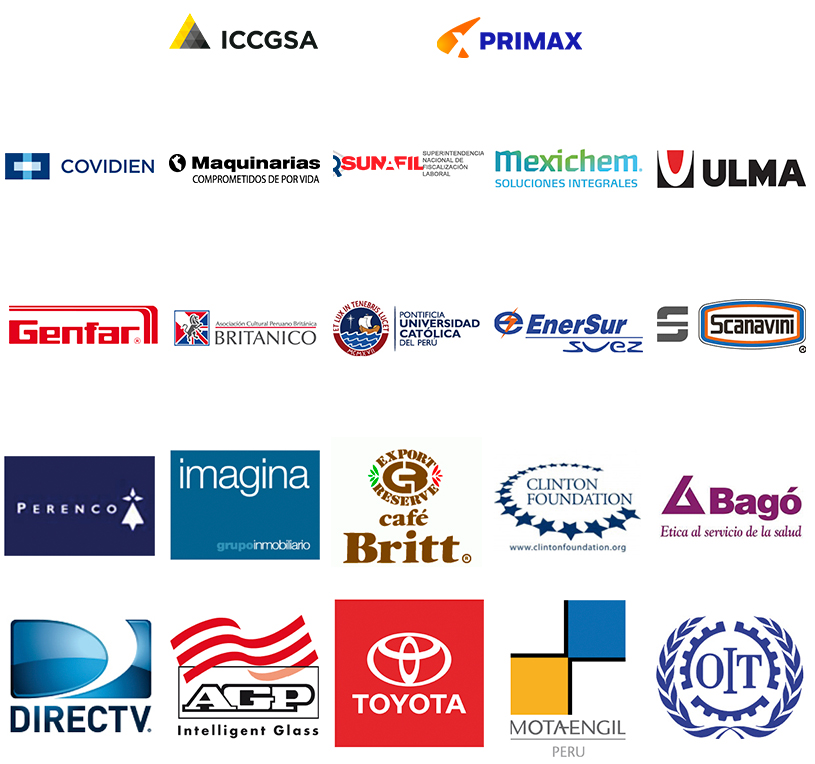 ICCGSA
PRIMAX
COVIDIEN
Maquinarias
COMPROMETIDOS DE POR VIDA
SUNAFIL
SUPERINTENDENCIA
NACIONAL DE
FISCALIZACIÓN
LABORAL
Mexichem®
SOLUCIONES INTEGRALES
ULMA
Genfar®
Asociación Cultural Peruano Británica
BRITANICO
ET LUX IN TENEBRIS LUCET
MCMXVII
PONTIFICIA
UNIVERSIDAD
CATÓLICA
DEL PERÚ
EnerSur
SUEZ
Scanavini
PERENCO
imagina
grupoinmobiliario
EXPORT
RESERVE
café
Britt®
CLINTON
FOUNDATION
www.clintonfoundation.org
Bagó
Etica al servicio de la salud
DIRECTV®
AGP
Intelligent Glass
TOYOTA
MOTA-ENGIL
PERU
OIT